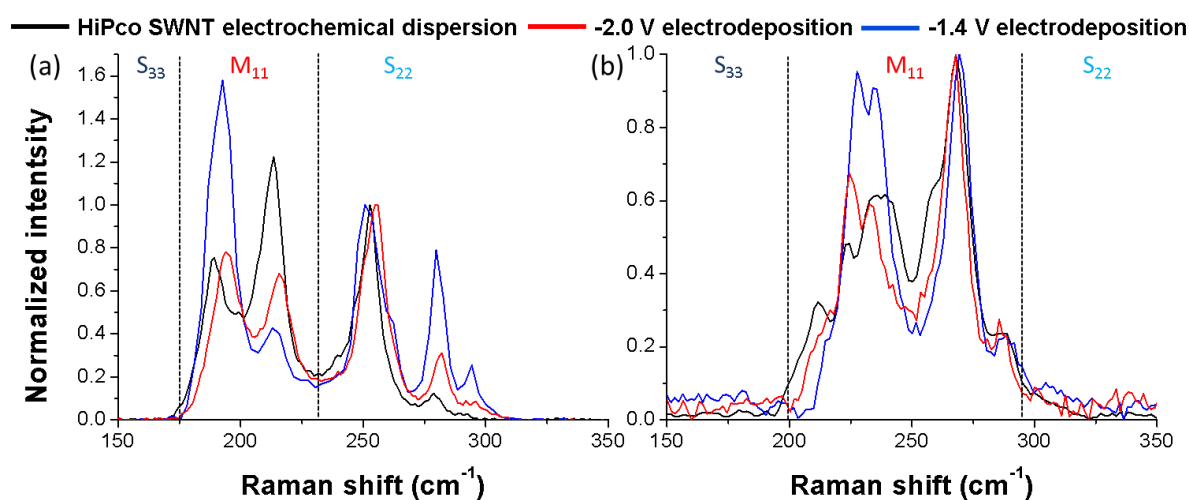 HiPco SWNT electrochemical dispersion -2.0 V electrodeposition -1.4 V electrodeposition
(a) S33 M11 S22
Normalized intentsity
1.6
1.4
1.2
1.0
0.8
0.6
0.4
0.2
0.0
150 200 250 300 350
Raman shift (cm-1)
(b) S33 M11 S22
1.0
0.8
0.6
0.4
0.2
0.0
150 200 250 300 350
Raman shift (cm-1)